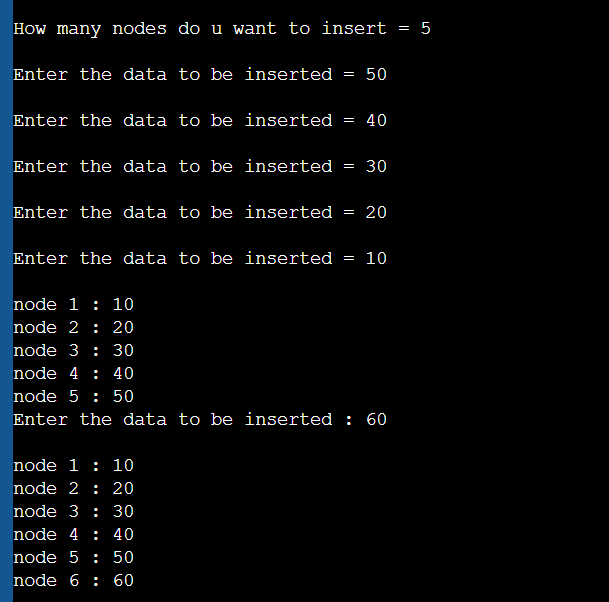 How many nodes do u want to insert = 5
Enter the data to be inserted = 50
Enter the data to be inserted = 40
Enter the data to be inserted = 30
Enter the data to be inserted = 20
Enter the data to be inserted = 10
node 1 : 10
node 2 : 20
node 3 : 30
node 4 : 40
node 5 : 50
Enter the data to be inserted : 60
node 1 : 10
node 2 : 20
node 3 : 30
node 4 : 40
node 5 : 50
node 6 : 60